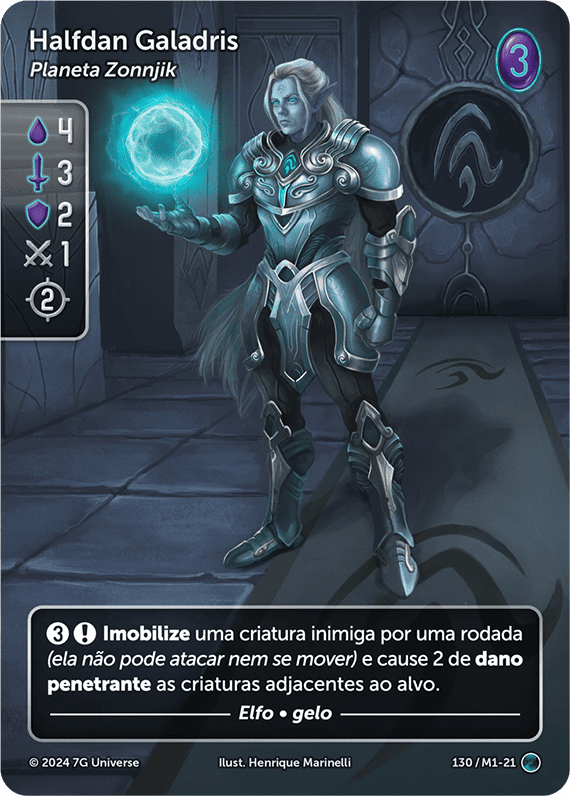 Halfdan Galadris
Planeta Zonnjik
3
4
3
2
1
2
3 ! Imobilize uma criatura inimiga por uma rodada
(ela não pode atacar nem se mover) e cause 2 de dano
penetrante as criaturas adjacentes ao alvo.
Elfo • gelo
© 2024 7G Universe
Ilust. Henrique Marinelli
130 / M1-21